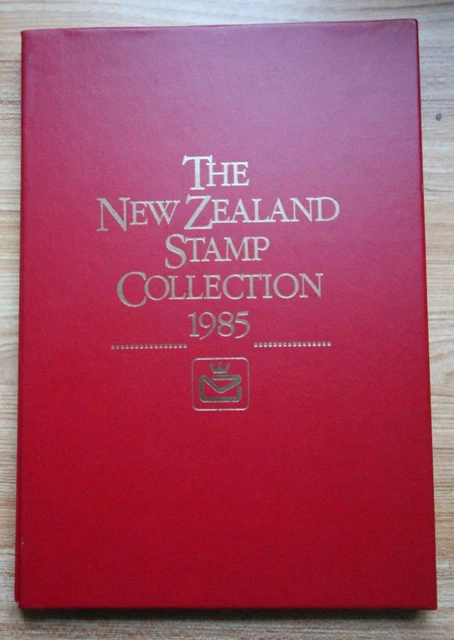 THE
NEW ZEALAND
STAMP
COLLECTION
1985